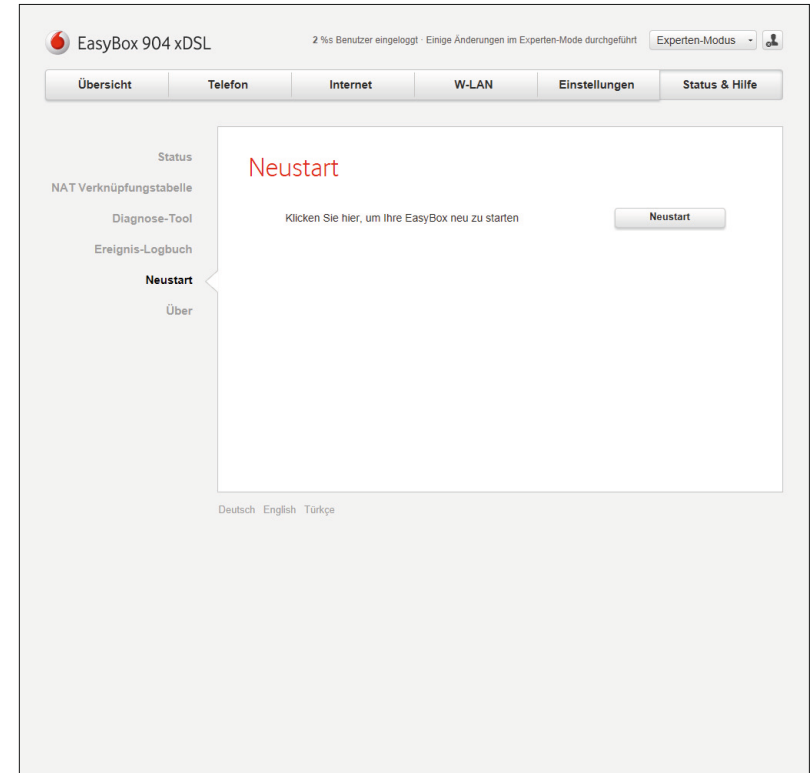 EasyBox 904 xDSL
2 %s Benutzer eingeloggt · Einige Änderungen im Experten-Mode durchgeführt
Experten-Modus
Übersicht
Telefon
Internet
W-LAN
Einstellungen
Status & Hilfe
Status
NAT Verknüpfungstabelle
Diagnose-Tool
Ereignis-Logbuch
Neustart
Über
Neustart
Klicken Sie hier, um Ihre EasyBox neu zu starten
Neustart
Deutsch English Türkçe